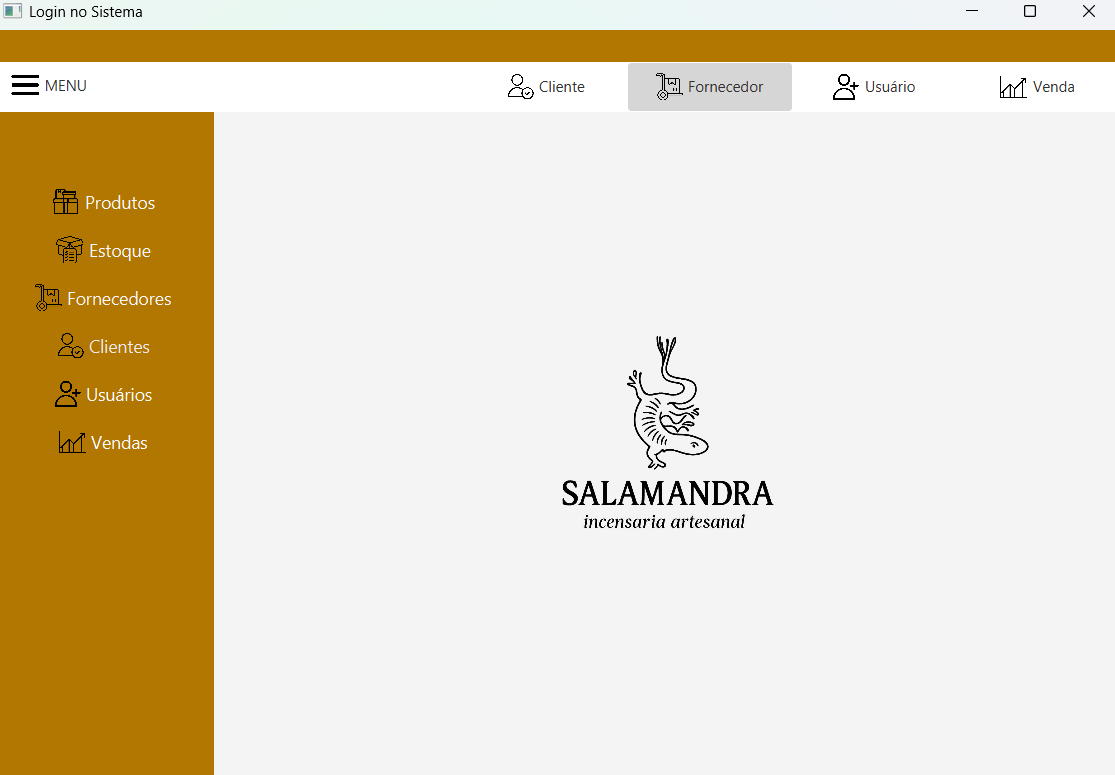 Login no Sistema
MENU
Cliente
Fornecedor
Usuário
Venda
Produtos
Estoque
Fornecedores
Clientes
Usuários
Vendas
SALAMANDRA
incensaria artesanal